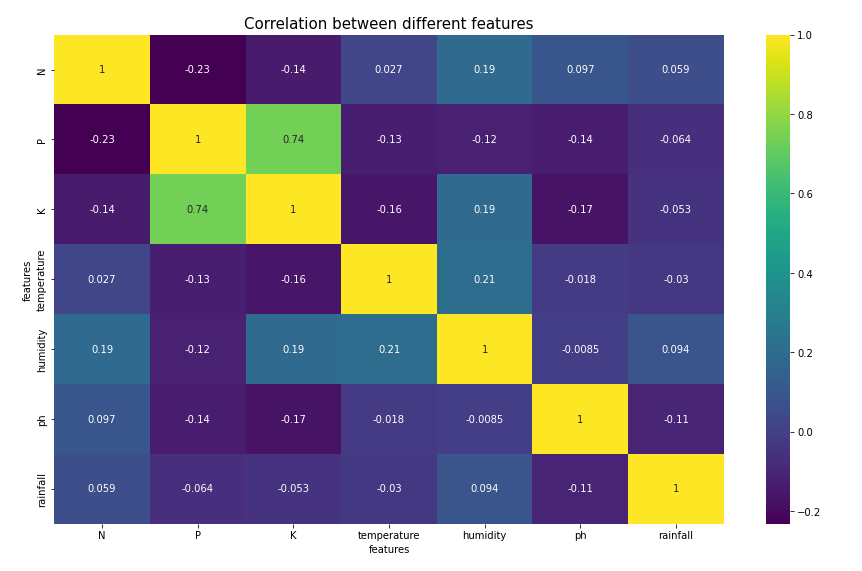 Correlation between different features
N 1 -0.23 -0.14 0.027 0.19 0.097 0.059
P -0.23 1 0.74 -0.13 -0.12 -0.14 -0.064
K -0.14 0.74 1 -0.16 0.19 -0.17 -0.053
features
temperature 0.027 -0.13 -0.16 1 0.21 -0.018 -0.03
humidity 0.19 -0.12 0.19 0.21 1 -0.0085 0.094
ph 0.097 -0.14 -0.17 -0.018 -0.0085 1 -0.11
rainfall 0.059 -0.064 -0.053 -0.03 0.094 -0.11 1
N P K temperature humidity ph rainfall
features
1.0
0.8
0.6
0.4
0.2
0.0
−0.2